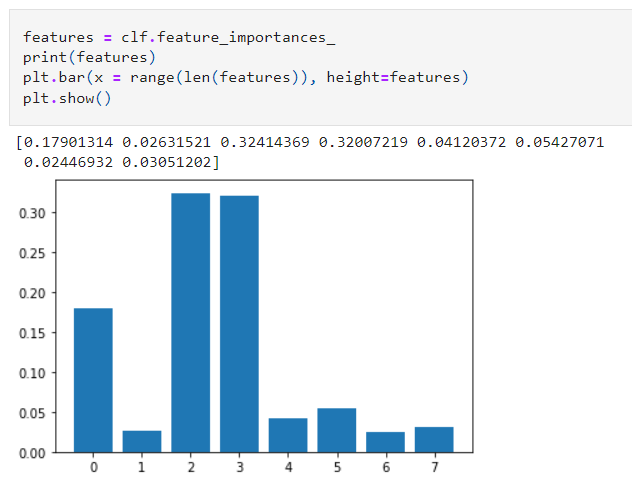 features = clf.feature_importances_
print(features)
plt.bar(x = range(len(features)), height=features)
plt.show()
[0.17901314 0.02631521 0.32414369 0.32007219 0.04120372 0.05427071
0.02446932 0.03051202]
0.30
0.25
0.20
0.15
0.10
0.05
0.00
0 1 2 3 4 5 6 7